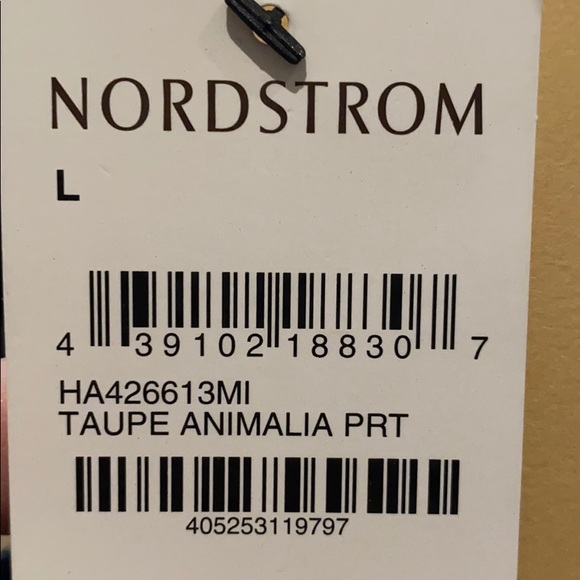 NORDSTROM
L
4 39102 18830 7
HA426613MI
TAUPE ANIMALIA PRT
405253119797